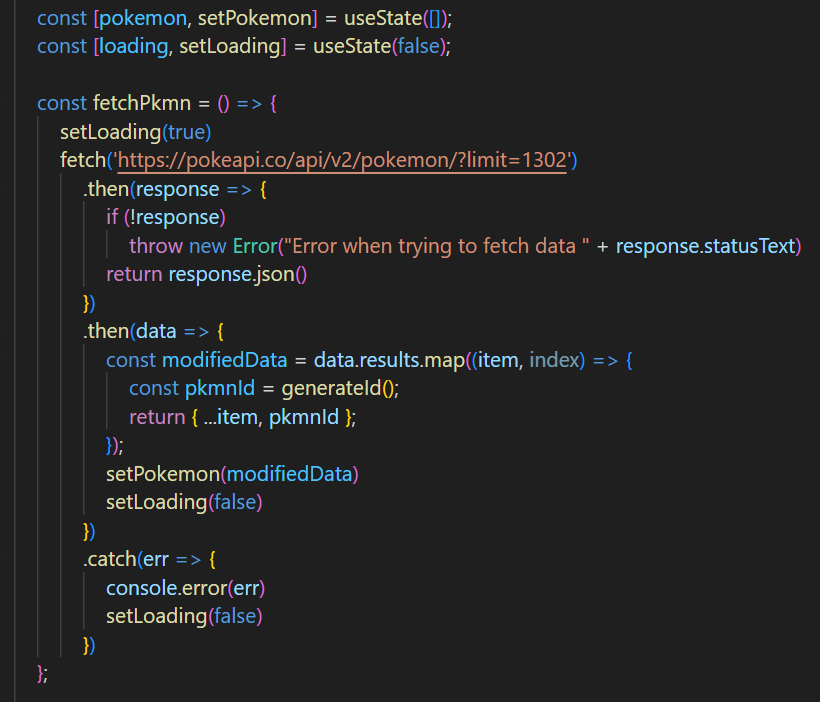 const [pokemon, setPokemon] = useState([]);
const [loading, setLoading] = useState(false);
const fetchPkmn = () => {
setLoading(true)
fetch('https://pokeapi.co/api/v2/pokemon/?limit=1302')
.then(response => {
if (!response)
throw new Error("Error when trying to fetch data " + response.statusText)
return response.json()
})
.then(data => {
const modifiedData = data.results.map((item, index) => {
const pkmnId = generateId();
return { ...item, pkmnId };
});
setPokemon(modifiedData)
setLoading(false)
})
.catch(err => {
console.error(err)
setLoading(false)
})
};